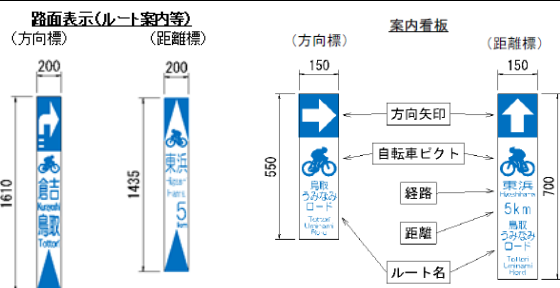 路面表示(ルート案内等)
(方向標)
(距離標)
200
200
1610
1435
倉吉
Kurayoshi
鳥取
Tottori
東浜
5
km
案内看板
(方向標)
(距離標)
150
150
550
700
方向矢印
自転車ピクト
経路
距離
ルート名
鳥取
うみなみ
ロード
Tottori
Uminami
Road
東浜
Higashihama
5km
鳥取
うみなみ
ロード
Tottori
Uminami
Road